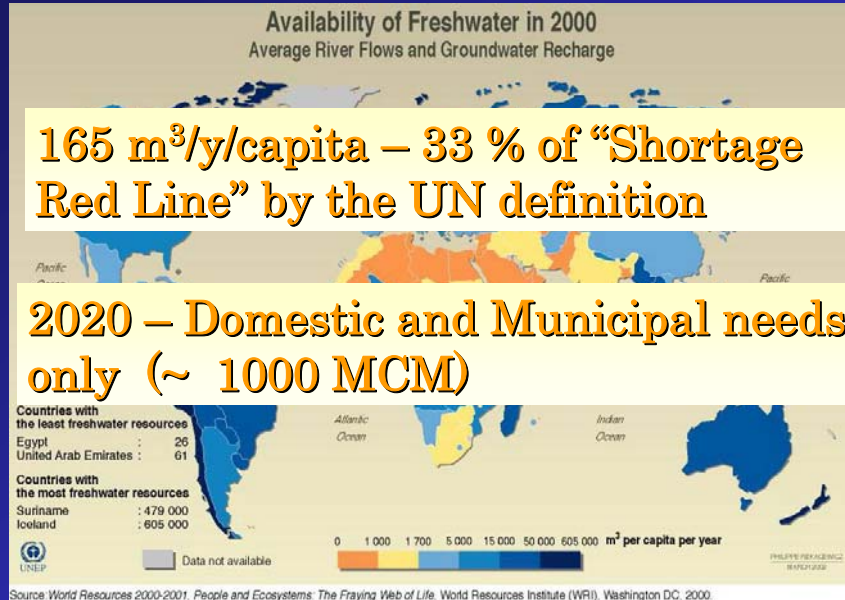 Availability of Freshwater in 2000
Average River Flows and Groundwater Recharge
165 m³/y/capita – 33 % of “Shortage
Red Line” by the UN definition
Pacific
Pacific
2020 – Domestic and Municipal needs
only (~ 1000 MCM)
Countries with
the least freshwater resources
Egypt : 26
United Arab Emirates : 61
Countries with
the most freshwater resources
Suriname : 479 000
Iceland : 605 000
Atlantic
Ocean
Indian
Ocean
0 1 000 1 700 5 000 15 000 50 000 605 000 m³ per capita per year
UNEP
Data not available
PHILIPPE REKACEWICZ
MARCH 2002
Source: World Resources 2000-2001, People and Ecosystems: The Fraying Web of Life, World Resources Institute (WRI), Washington DC, 2000.